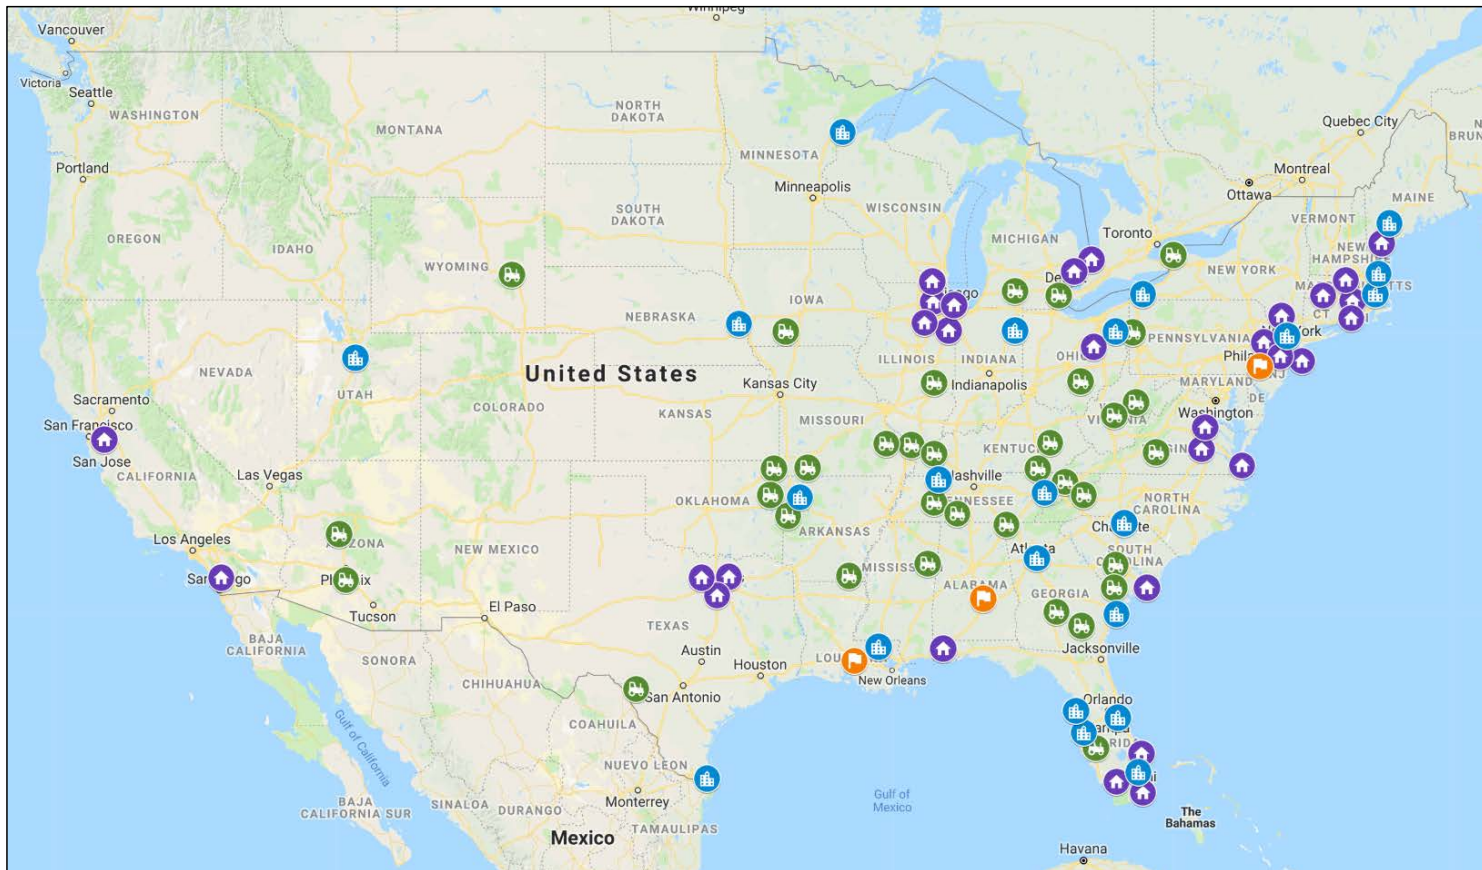 Winnipeg
Vancouver
Victoria
Seattle
WASHINGTON
NORTH
DAKOTA
MONTANA
Quebec City
MINNESOTA
Portland
Minneapolis
Montreal
Ottawa
MAINE
SOUTH
DAKOTA
WISCONSIN
VERMONT
OREGON
MICHIGAN
Toronto
NEW
HAMPSHIRE
IDAHO
WYOMING
NEW YORK
IOWA
CT
NEBRASKA
PENNSYLVANIA
NEVADA
ILLINOIS
INDIANA
United States
Indianapolis
Kansas City
MARYLAND
NJ
DE
UTAH
COLORADO
KANSAS
Washington
Sacramento
San Francisco
MISSOURI
San Jose
CALIFORNIA
Las Vegas
OKLAHOMA
NORTH
CAROLINA
ARKANSAS
Los Angeles
NEW MEXICO
Atlanta
SOUTH
ALABAMA
GEORGIA
Tucson
El Paso
TEXAS
BAJA
CALIFORNIA
SONORA
Austin
Houston
Jacksonville
New Orleans
San Antonio
CHIHUAHUA
COAHUILA
Orlando
Gulf of California
NUEVO LEON
Monterrey
Gulf of
Mexico
BAJA
CALIFORNIA SUR
SINALOA
DURANGO
TAMAULIPAS
The
Bahamas
Mexico
Havana